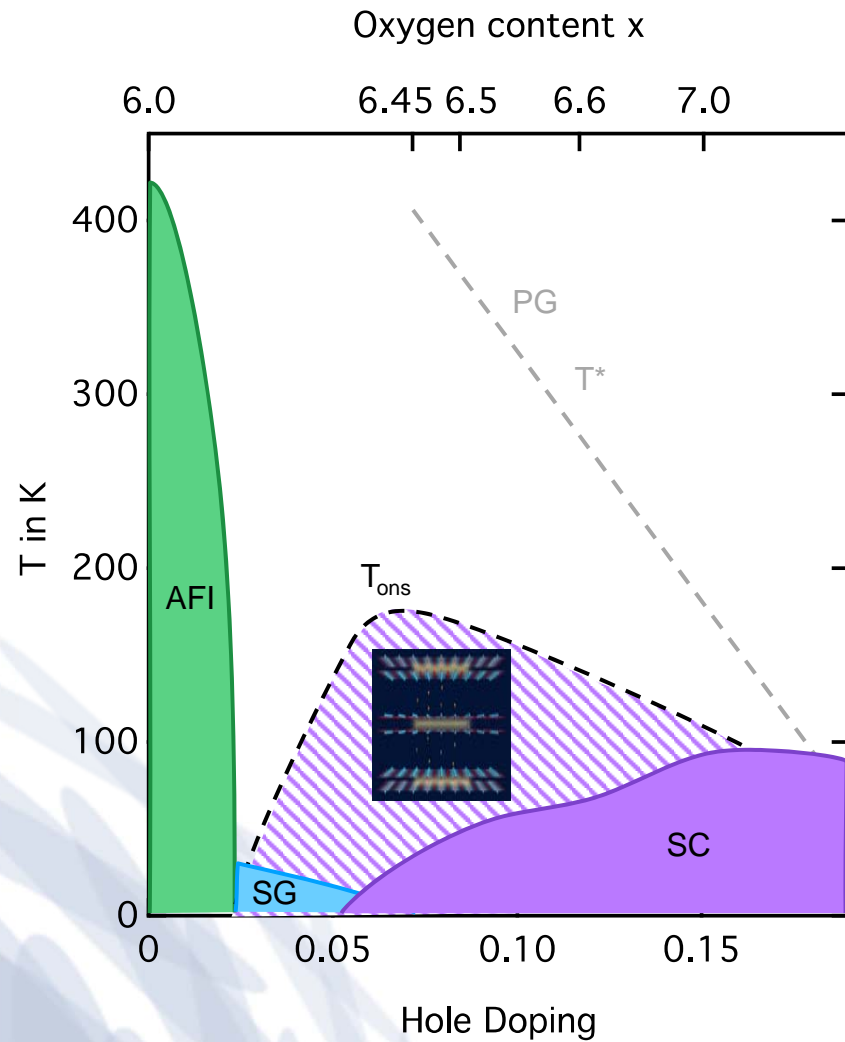 Oxygen content x
6.0 6.45 6.5 6.6 7.0
400
PG
T*
300
T in K
200
Tons
AFI
100
SC
SG
0
0 0.05 0.10 0.15
Hole Doping